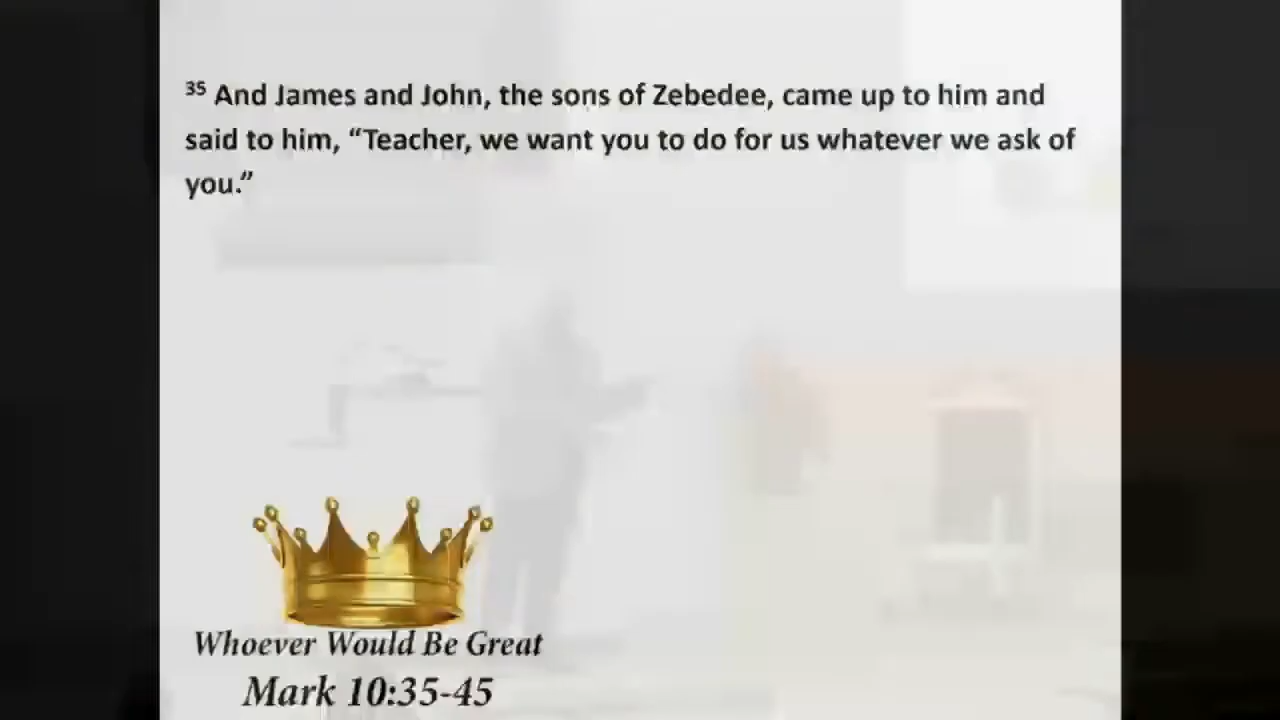 ³⁵ And James and John, the sons of Zebedee, came up to him and
said to him, “Teacher, we want you to do for us whatever we ask of
you.”
Whoever Would Be Great
Mark 10:35-45